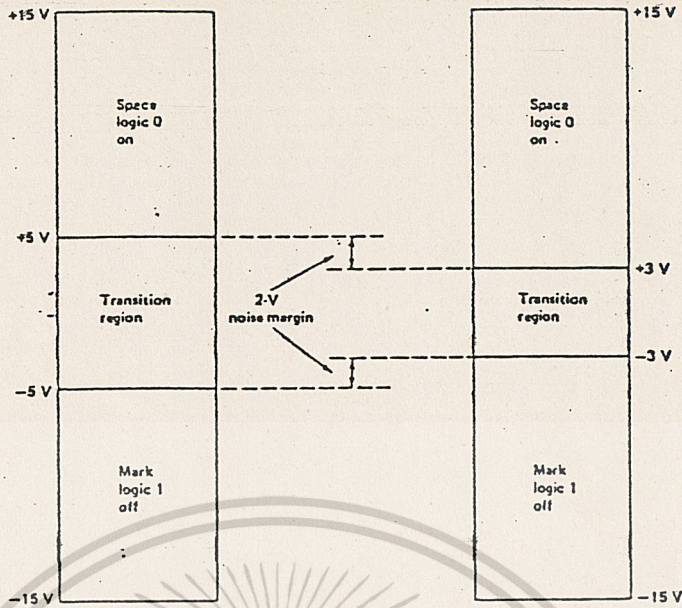 +15 V
+15 V
Space
logic 0
on
Space
logic 0
on
+5 V
+3 V
Transition
region
2-V
noise margin
Transition
region
-3 V
-5 V
Mark
logic 1
off
Mark
logic 1
off
-15 V
-15 V